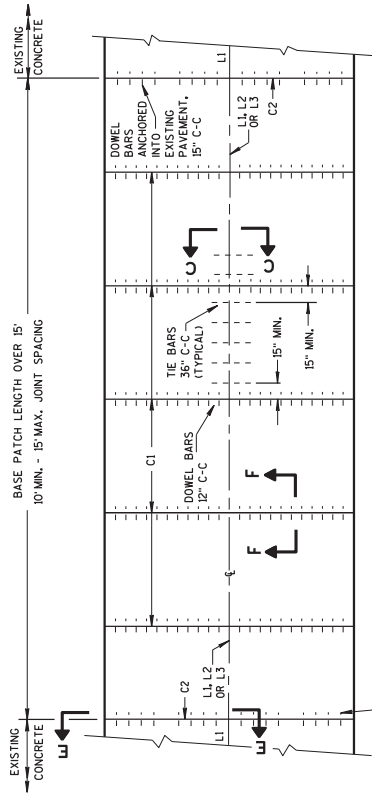 EXISTING
CONCRETE
BASE PATCH LENGTH OVER 15'
10' MIN. - 15' MAX. JOINT SPACING
EXISTING
CONCRETE
L1
DOWEL
BARS
ANCHORED
INTO
EXISTING
PAVEMENT.
15" C-C
C2
L1, L2
OR L3
C
C
TIE BARS
36" C-C
(TYPICAL)
15" MIN.
15" MIN.
C1
DOWEL BARS
12" C-C
F
F
℄
L1, L2
OR L3
C2
L1
E
E